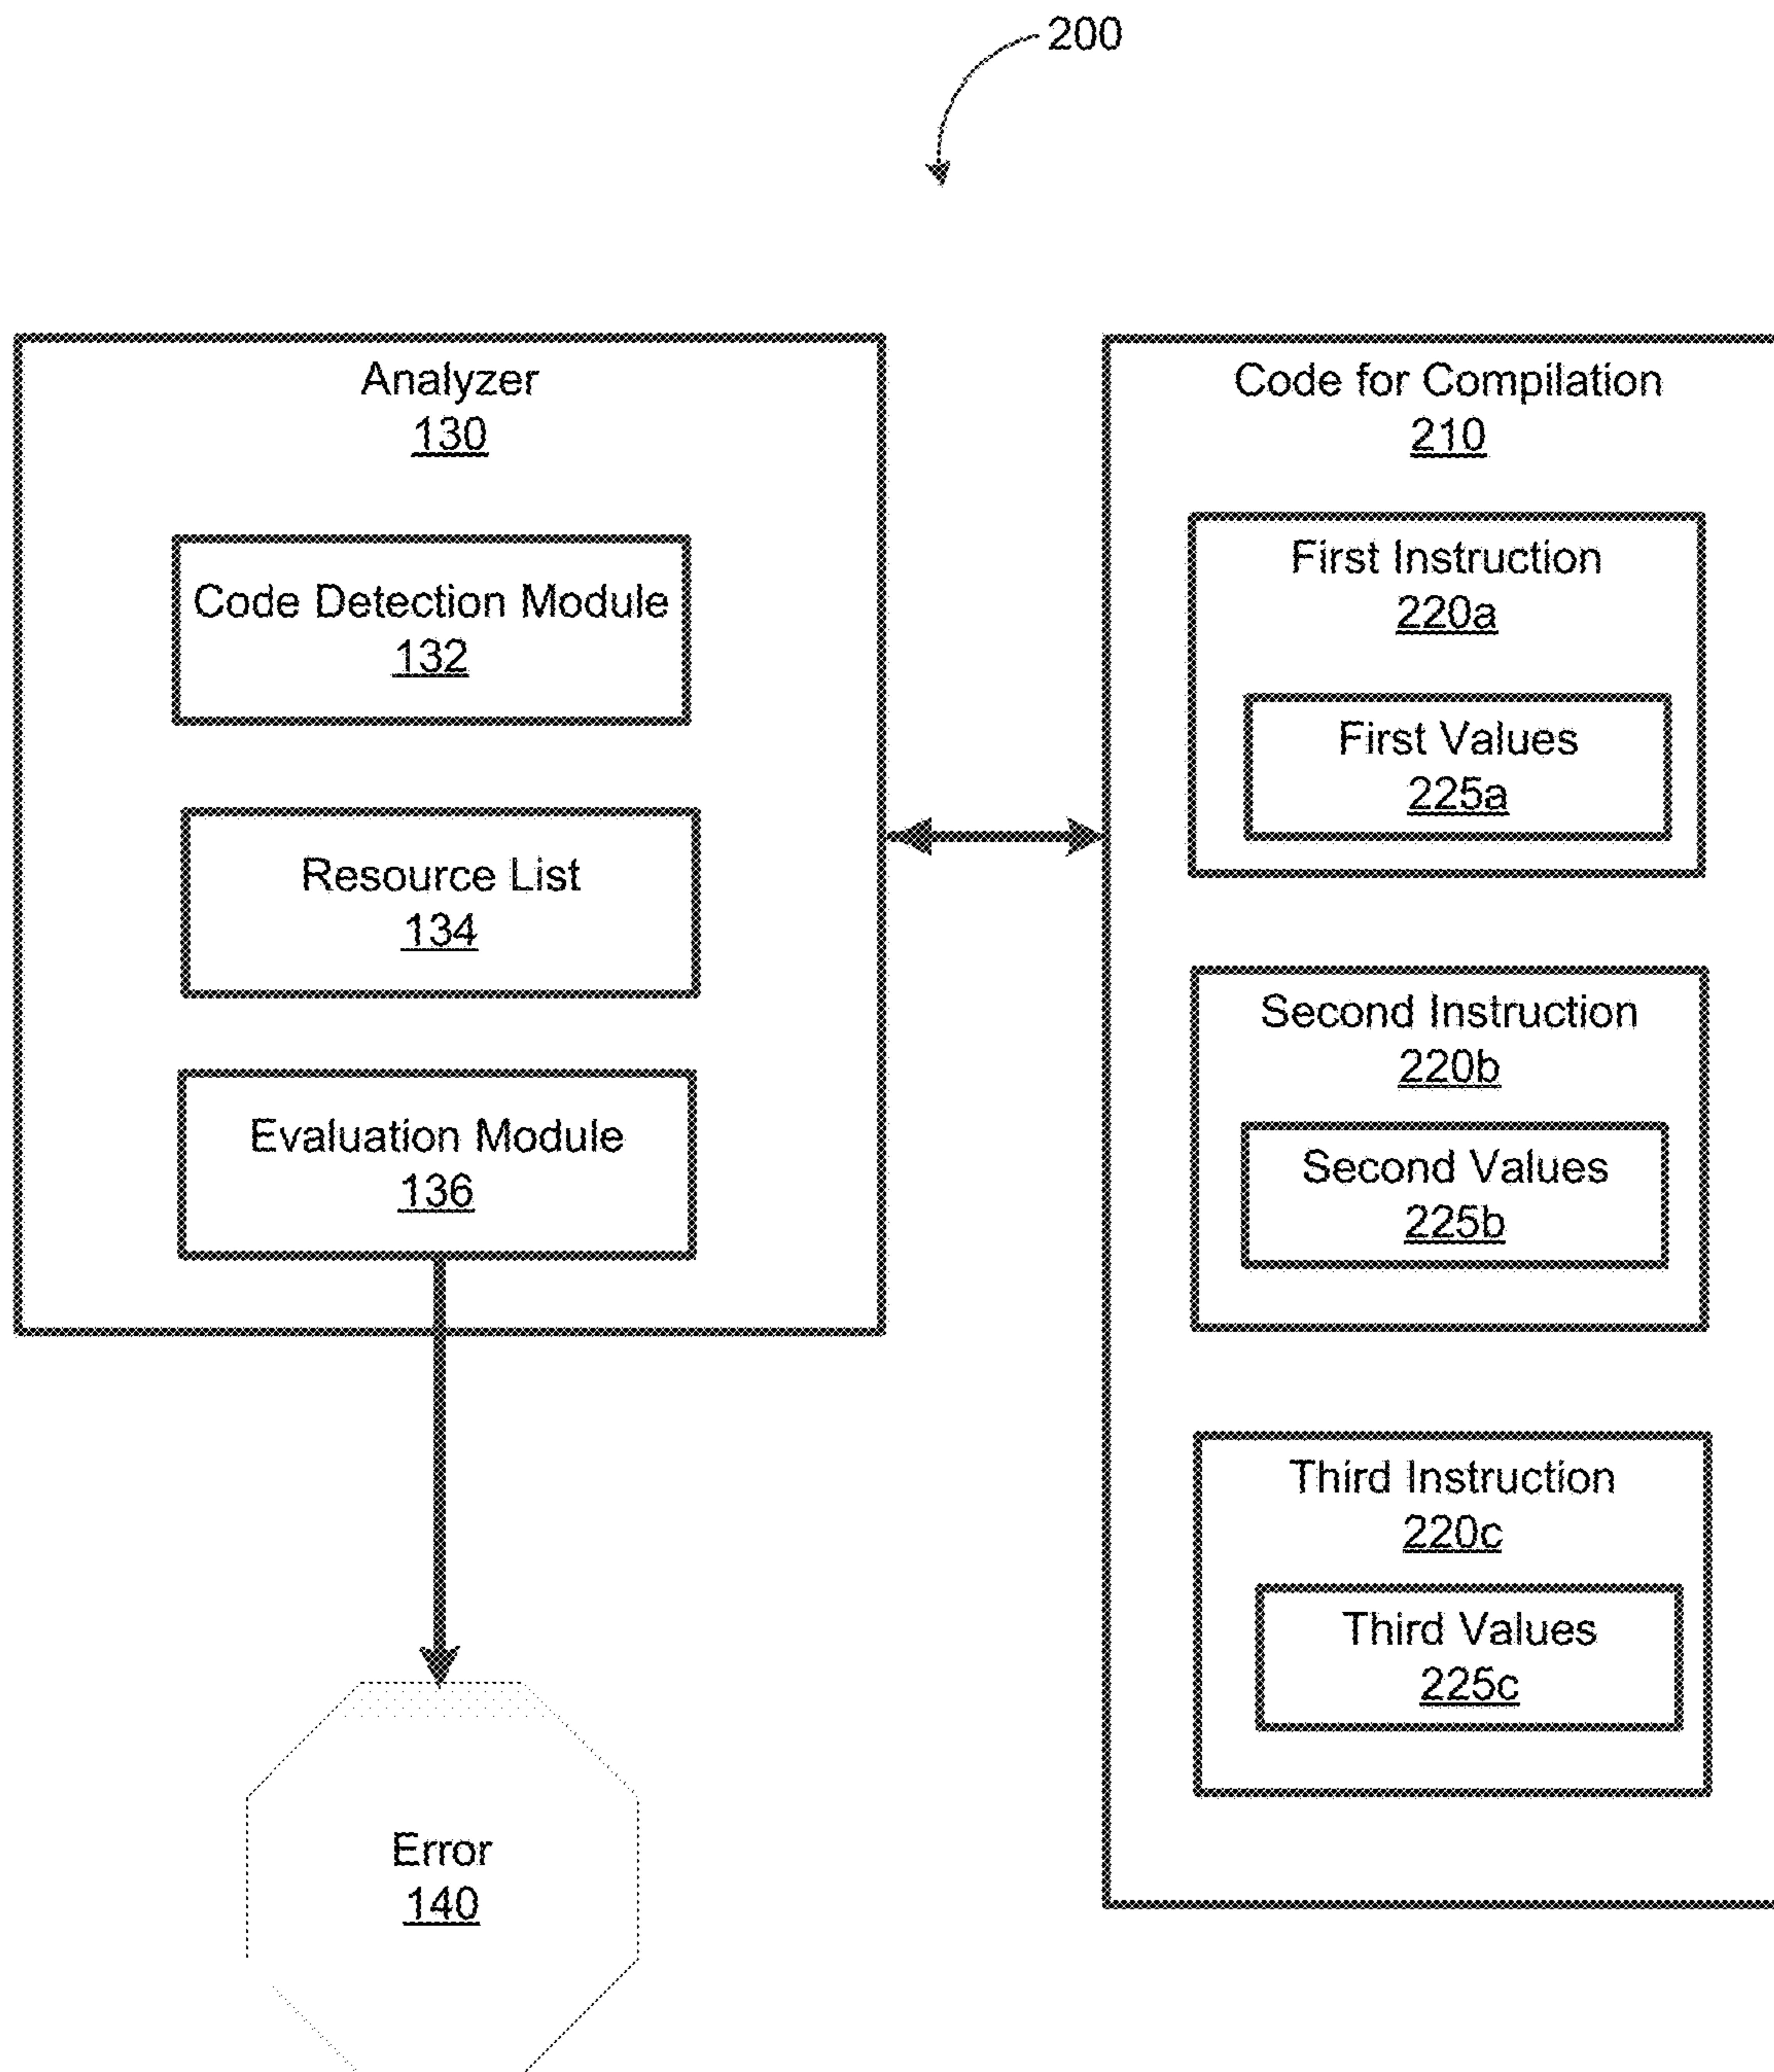 200
Analyzer
130
Code Detection Module
132
Resource List
134
Evaluation Module
136
Error
140
Code for Compilation
210
First Instruction
220a
First Values
225a
Second Instruction
220b
Second Values
225b
Third Instruction
220c
Third Values
225c